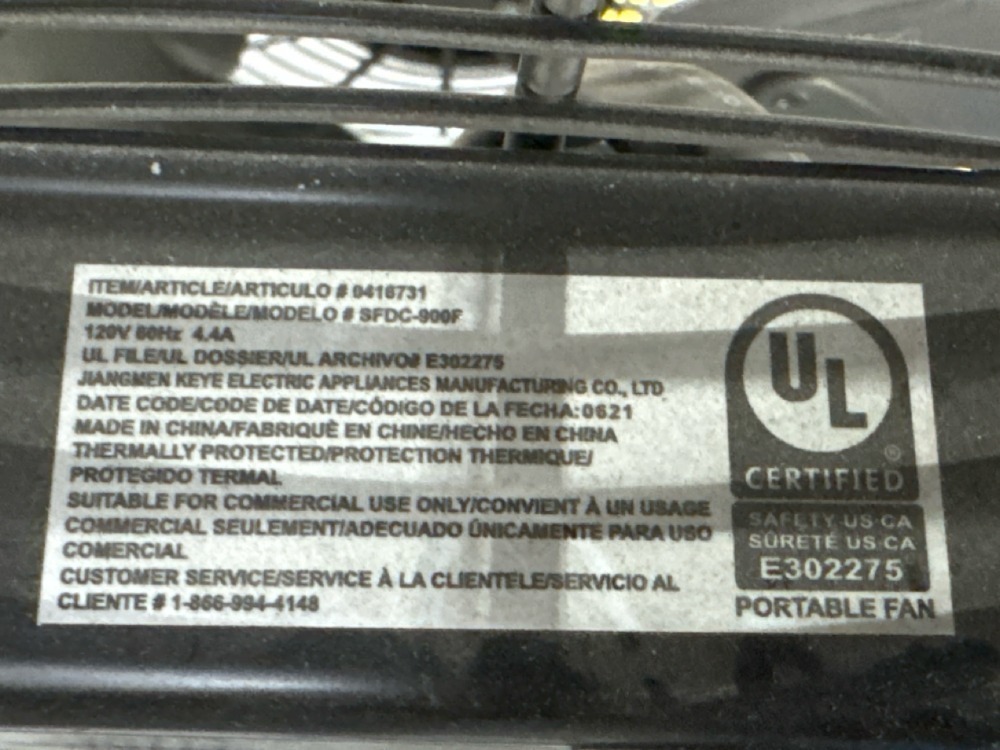 ITEM/ARTICLE/ARTICULO # 0416731
MODEL/MODÈLE/MODELO # SFDC-900F
120V 60Hz 4.4A
UL FILE/UL DOSSIER/UL ARCHIVO# E302275
JIANGMEN KEYE ELECTRIC APPLIANCES MANUFACTURING CO., LTD
DATE CODE/CODE DE DATE/CÓDIGO DE LA FECHA:0621
MADE IN CHINA/FABRIQUÈ EN CHINE/HECHO EN CHINA
THERMALLY PROTECTED/PROTECTION THERMIQUE/
PROTEGIDO TERMAL
SUITABLE FOR COMMERCIAL USE ONLY/CONVIENT À UN USAGE
COMMERCIAL SEULEMENT/ADECUADO ÚNICAMENTE PARA USO
COMERCIAL
CUSTOMER SERVICE/SERVICE À LA CLIENTELE/SERVICIO AL
CLIENTE # 1-866-994-4148
UL ®
CERTIFIED
SAFETY US-CA
SÛRETÉ US-CA
E302275
PORTABLE FAN